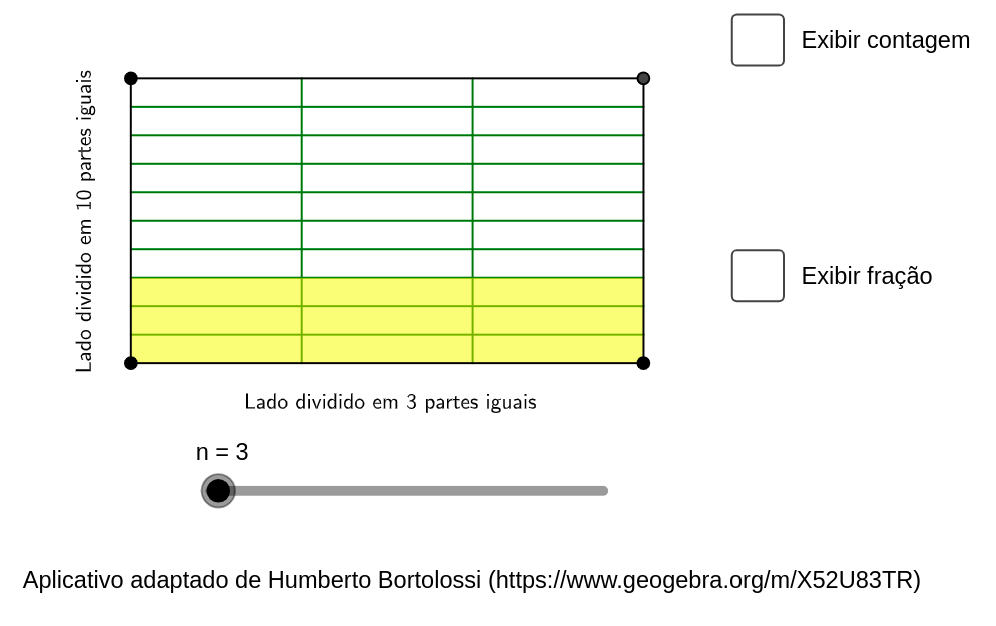 Exibir contagem
Lado dividido em 10 partes iguais
Exibir fração
Lado dividido em 3 partes iguais
n = 3
Aplicativo adaptado de Humberto Bortolossi (https://www.geogebra.org/m/X52U83TR)